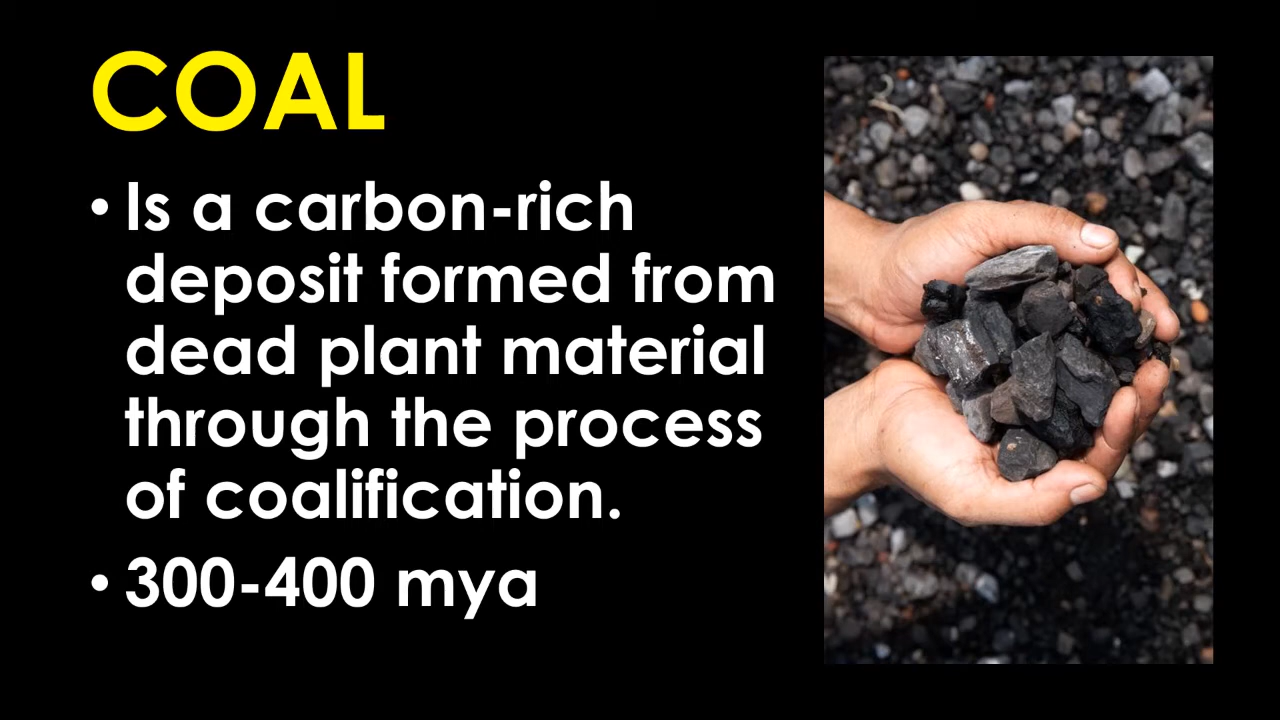 COAL
• Is a carbon-rich
deposit formed from
dead plant material
through the process
of coalification.
• 300-400 mya